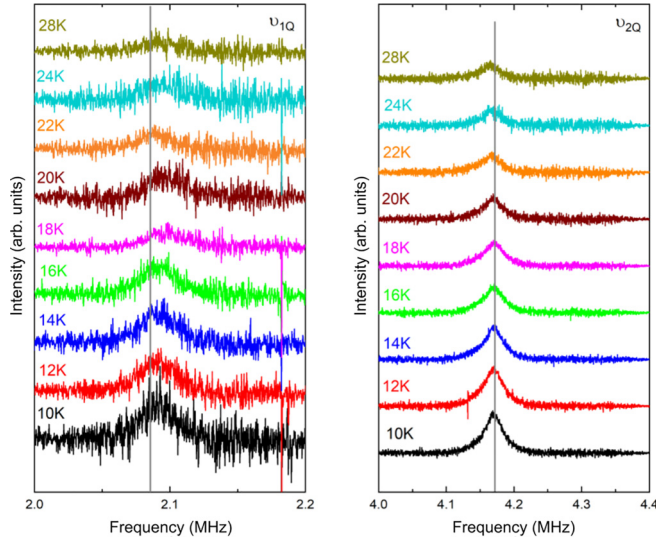 υ1Q
28K
24K
22K
20K
18K
16K
14K
12K
10K
2.0
2.1
2.2
Frequency (MHz)
Intensity (arb. units)
υ2Q
28K
24K
22K
20K
18K
16K
14K
12K
10K
4.0
4.1
4.2
4.3
4.4
Frequency (MHz)
Intensity (arb. units)